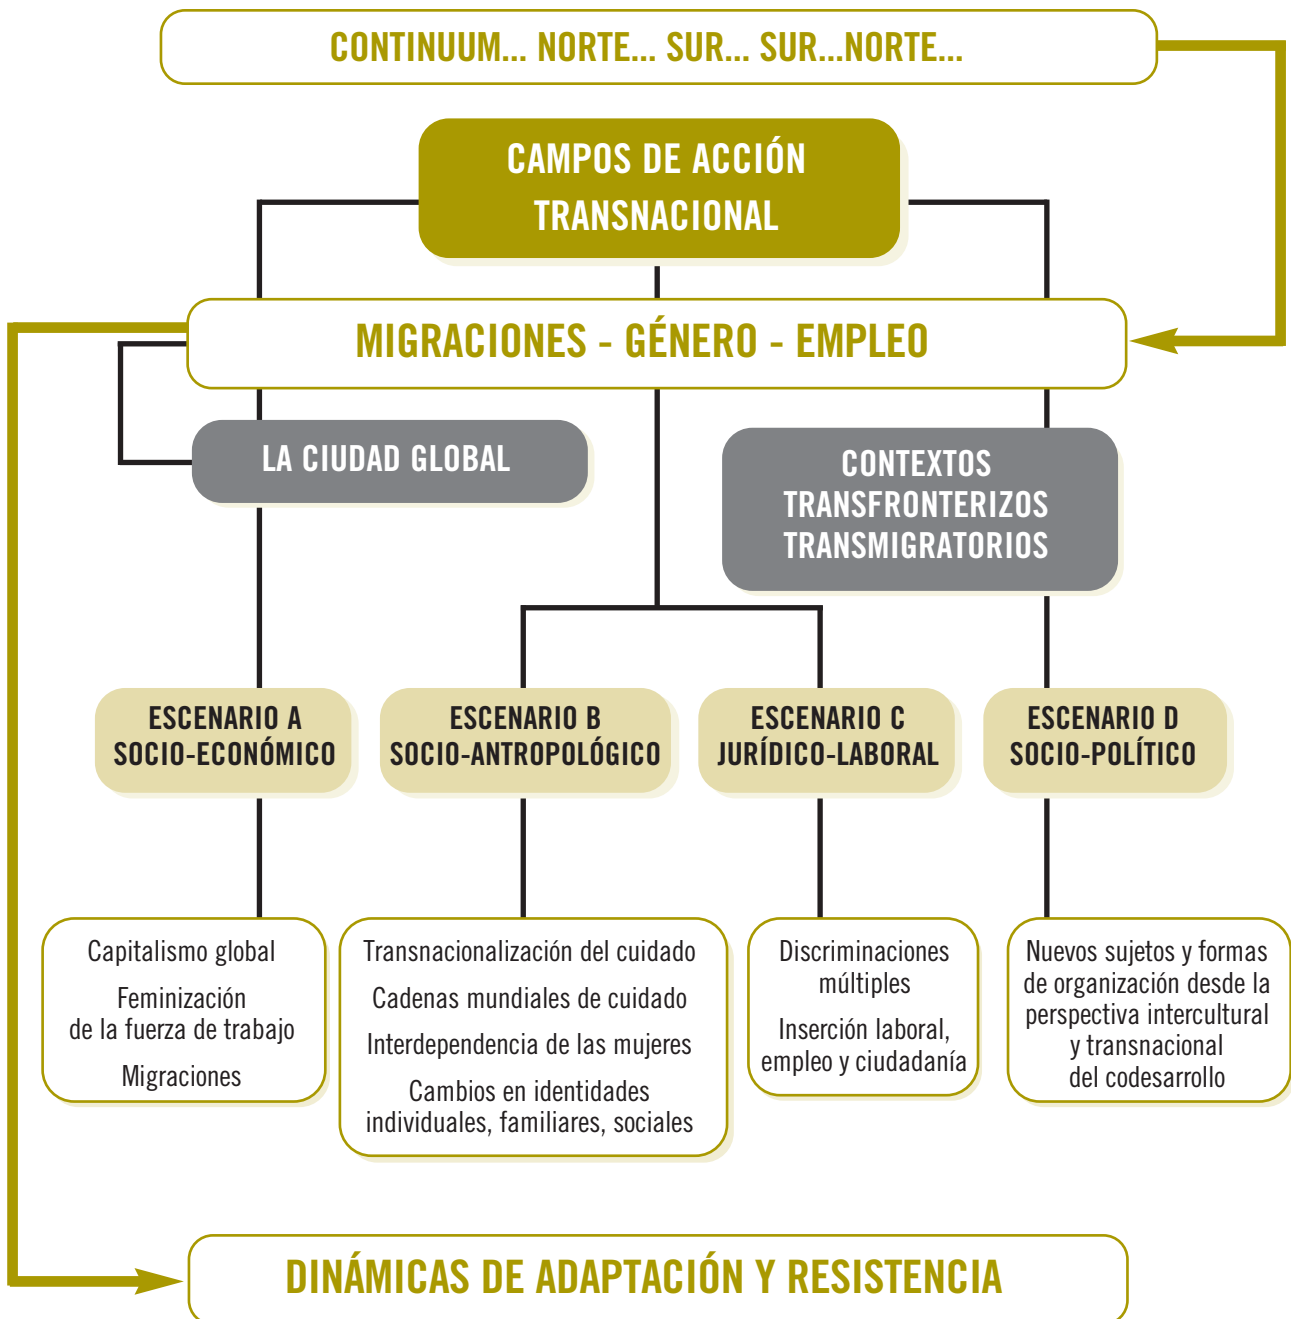 CONTINUUM... NORTE... SUR... SUR...NORTE...
CAMPOS DE ACCIÓN
TRANSNACIONAL
MIGRACIONES - GÉNERO - EMPLEO
LA CIUDAD GLOBAL
CONTEXTOS
TRANSFRONTERIZOS
TRANSMIGRATORIOS
ESCENARIO A
SOCIO-ECONÓMICO
ESCENARIO B
SOCIO-ANTROPOLÓGICO
ESCENARIO C
JURÍDICO-LABORAL
ESCENARIO D
SOCIO-POLÍTICO
Capitalismo global
Feminización
de la fuerza de trabajo
Migraciones
Transnacionalización del cuidado
Cadenas mundiales de cuidado
Interdependencia de las mujeres
Cambios en identidades
individuales, familiares, sociales
Discriminaciones
múltiples
Inserción laboral,
empleo y ciudadanía
Nuevos sujetos y formas
de organización desde la
perspectiva intercultural
y transnacional
del codesarrollo
DINÁMICAS DE ADAPTACIÓN Y RESISTENCIA